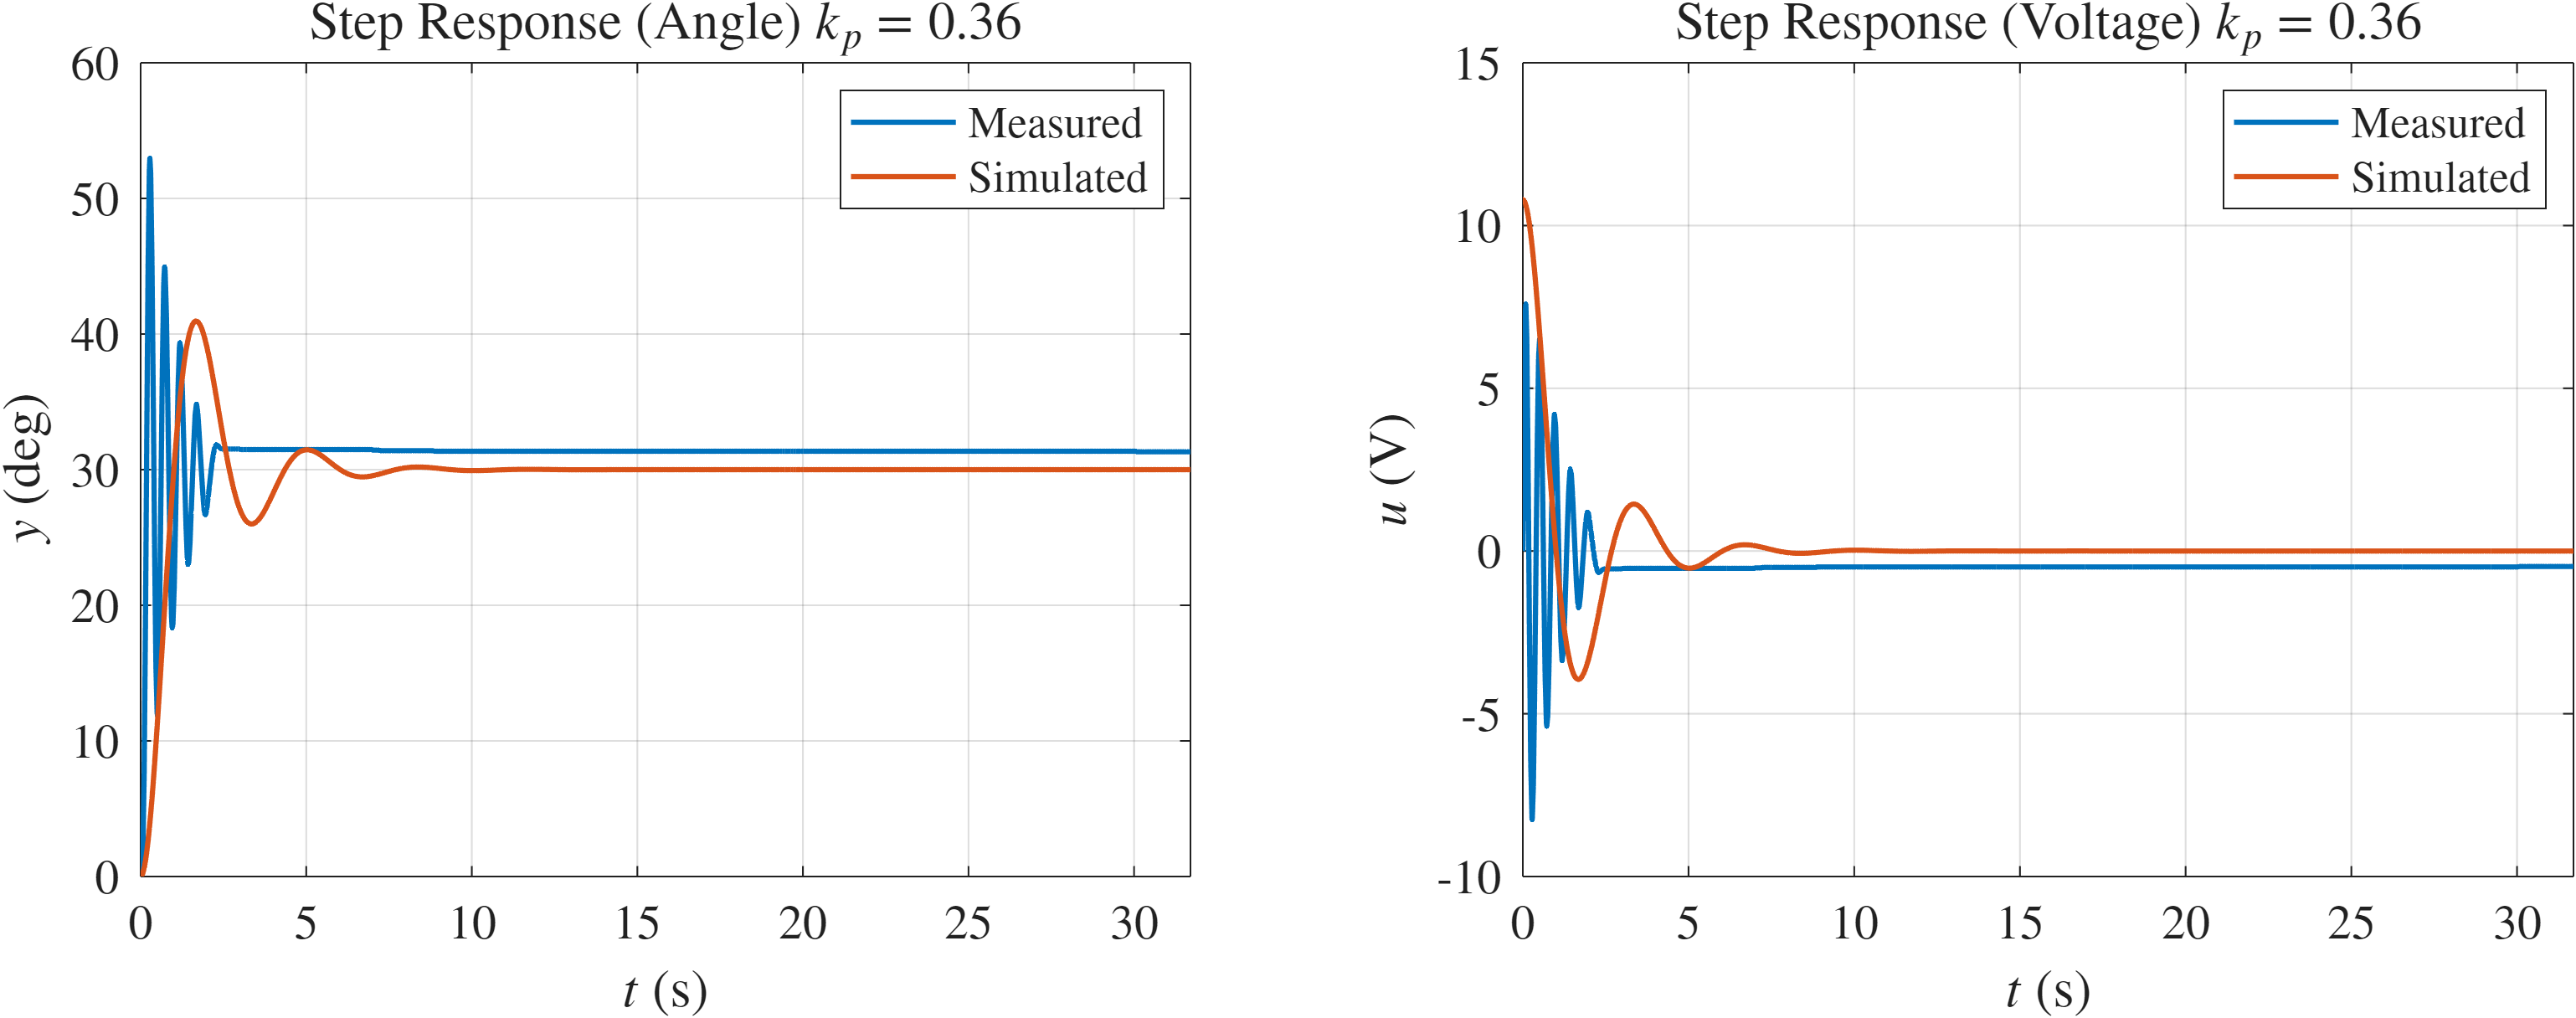 Step Response (Angle) k_p = 0.36
60
50
40
30
20
10
0
y (deg)
0 5 10 15 20 25 30
t (s)
Measured
Simulated
Step Response (Voltage) k_p = 0.36
15
10
5
0
-5
-10
u (V)
0 5 10 15 20 25 30
t (s)
Measured
Simulated